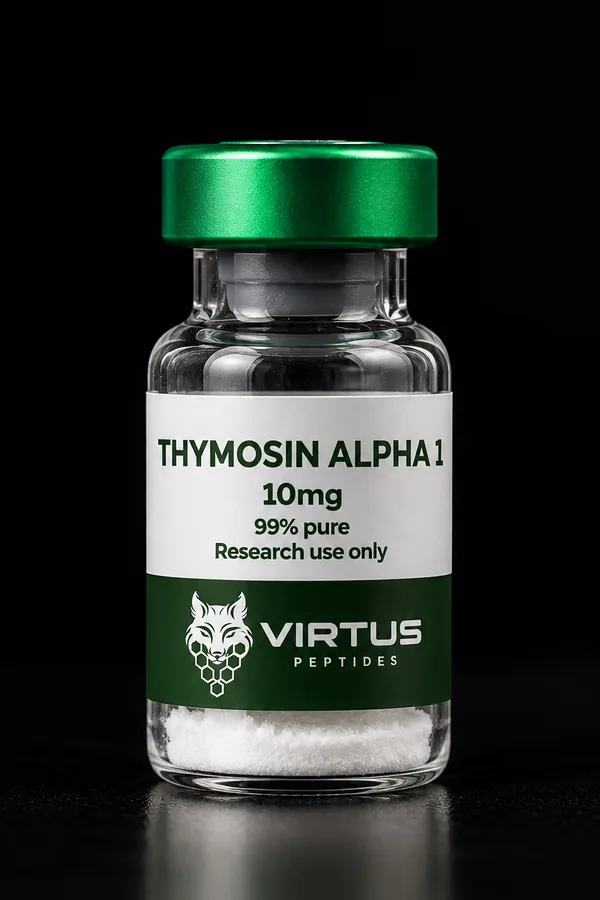 THYMOSIN ALPHA 1
10mg
99% pure
Research use only
VIRTUS
PEPTIDES